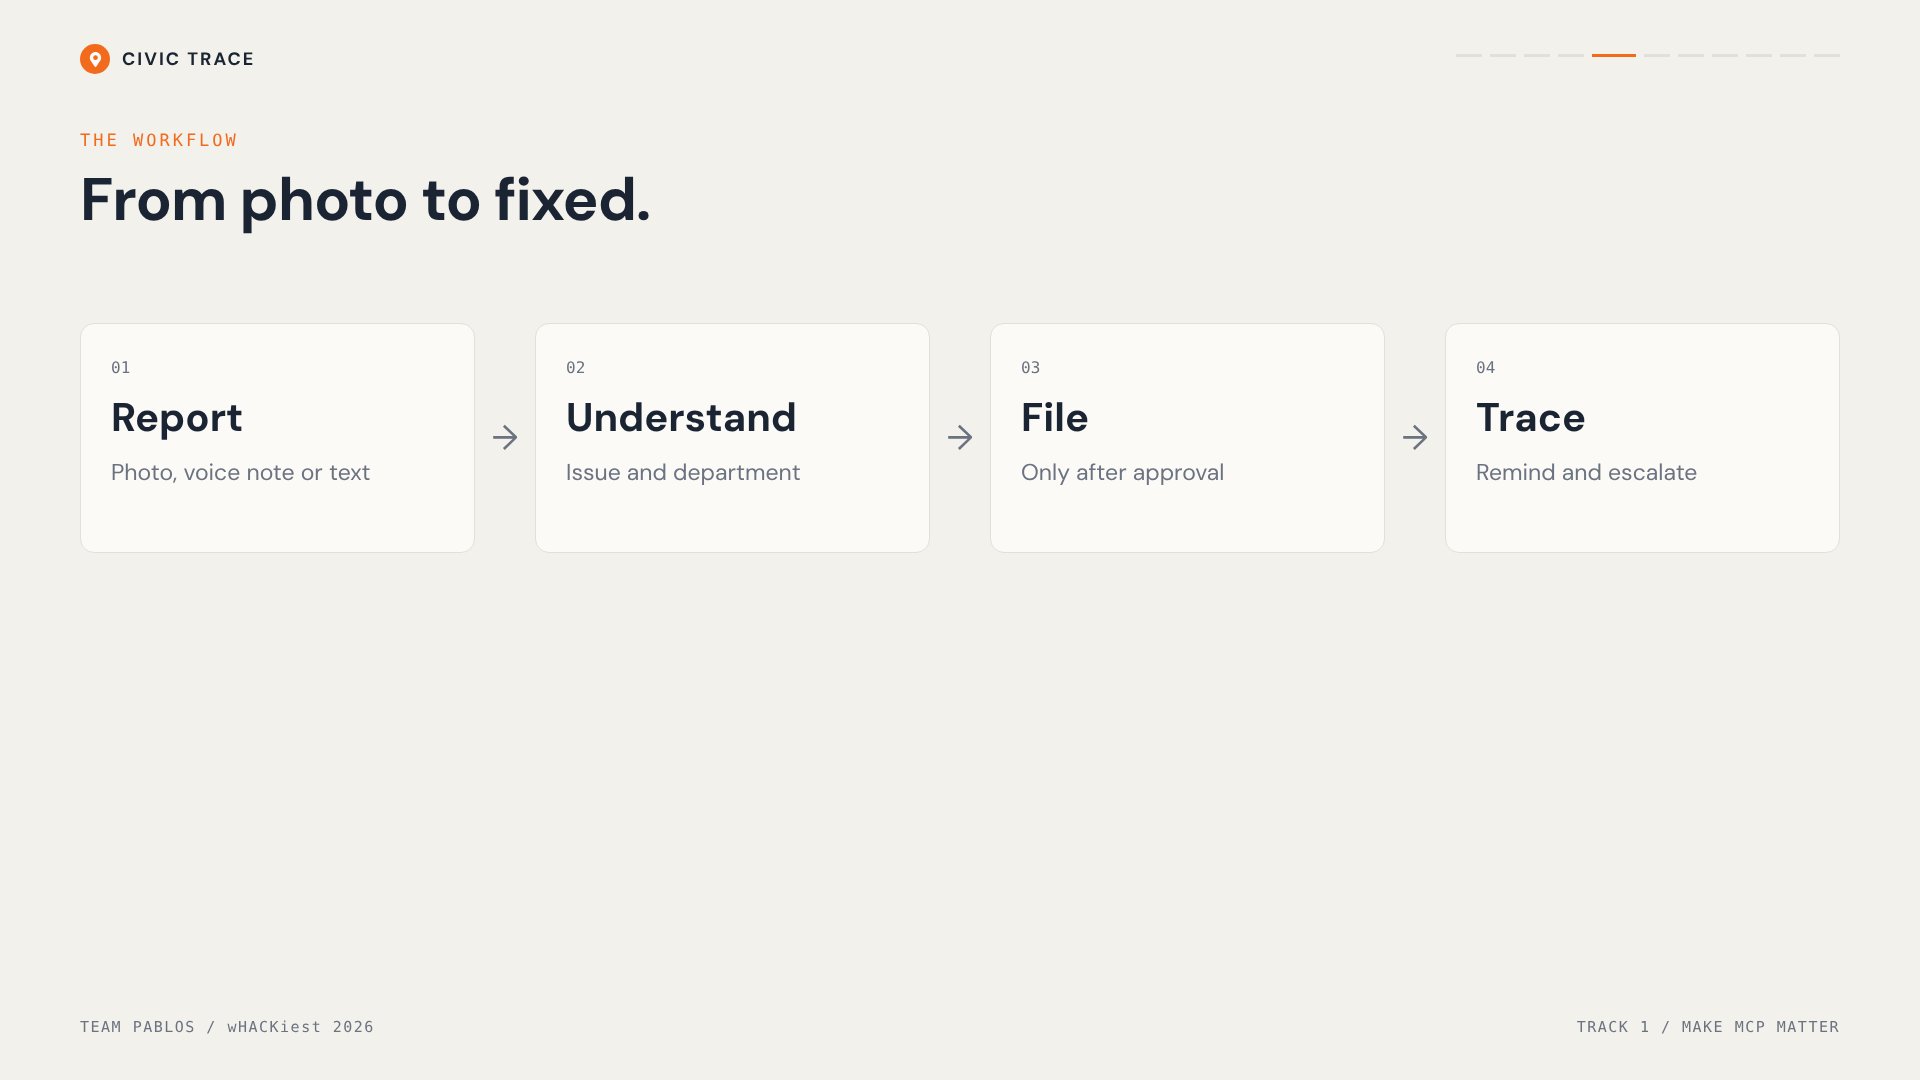 CIVIC TRACE
THE WORKFLOW
From photo to fixed.
01
Report
Photo, voice note or text
02
Understand
Issue and department
03
File
Only after approval
04
Trace
Remind and escalate
TEAM PABLOS / wHACKiest 2026
TRACK 1 / MAKE MCP MATTER